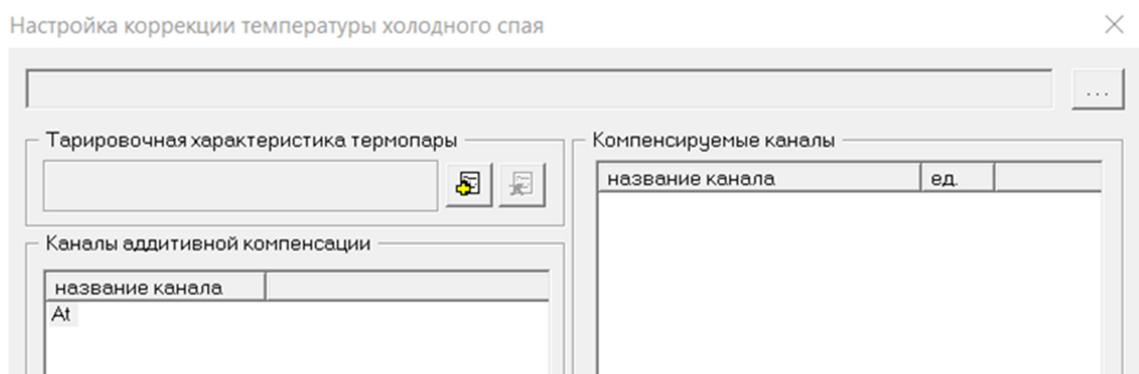 Настройка коррекции температуры холодного спая
...
Тарировочная характеристика термопары
Компенсируемые каналы
название канала ед.
Каналы аддитивной компенсации
название канала
At